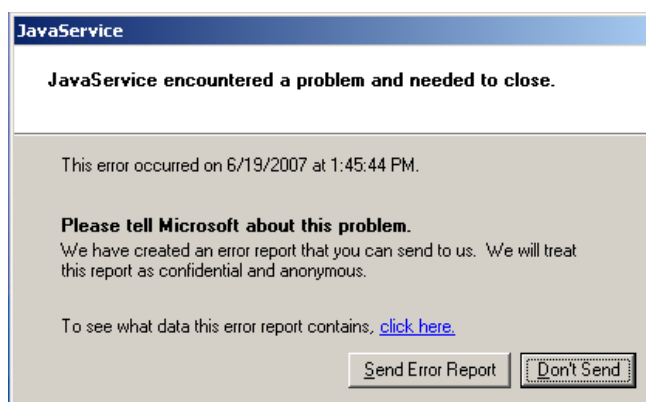 JavaService
JavaService encountered a problem and needed to close.
This error occurred on 6/19/2007 at 1:45:44 PM.
Please tell Microsoft about this problem.
We have created an error report that you can send to us. We will treat
this report as confidential and anonymous.
To see what data this error report contains, click here.
Send Error Report Don't Send